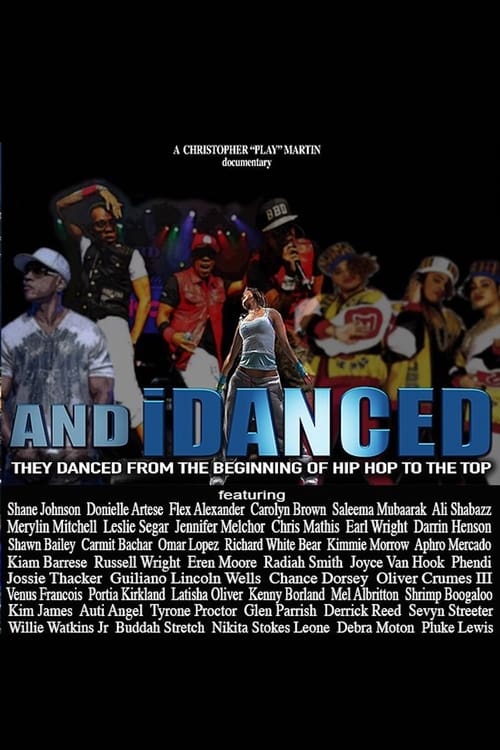 A CHRISTOPHER "PLAY" MARTIN
documentary
BBD
AND iDANCED
THEY DANCED FROM THE BEGINNING OF HIP HOP TO THE TOP
featuring
Shane Johnson Donielle Artese Flex Alexander Carolyn Brown Saleema Mubaarak Ali Shabazz
Merylin Mitchell Leslie Segar Jennifer Melchor Chris Mathis Earl Wright Darrin Henson
Shawn Bailey Carmit Bachar Omar Lopez Richard White Bear Kimmie Morrow Aphro Mercado
Kiam Barrese Russell Wright Eren Moore Radiah Smith Joyce Van Hook Phendi
Jossie Thacker Guiliano Lincoln Wells Chance Dorsey Oliver Crumes III
Venus Francois Portia Kirkland Latisha Oliver Kenny Borland Mel Albritton Shrimp Boogaloo
Kim James Auti Angel Tyrone Proctor Glen Parrish Derrick Reed Sevyn Streeter
Willie Watkins Jr Buddah Stretch Nikita Stokes Leone Debra Moton Pluke Lewis